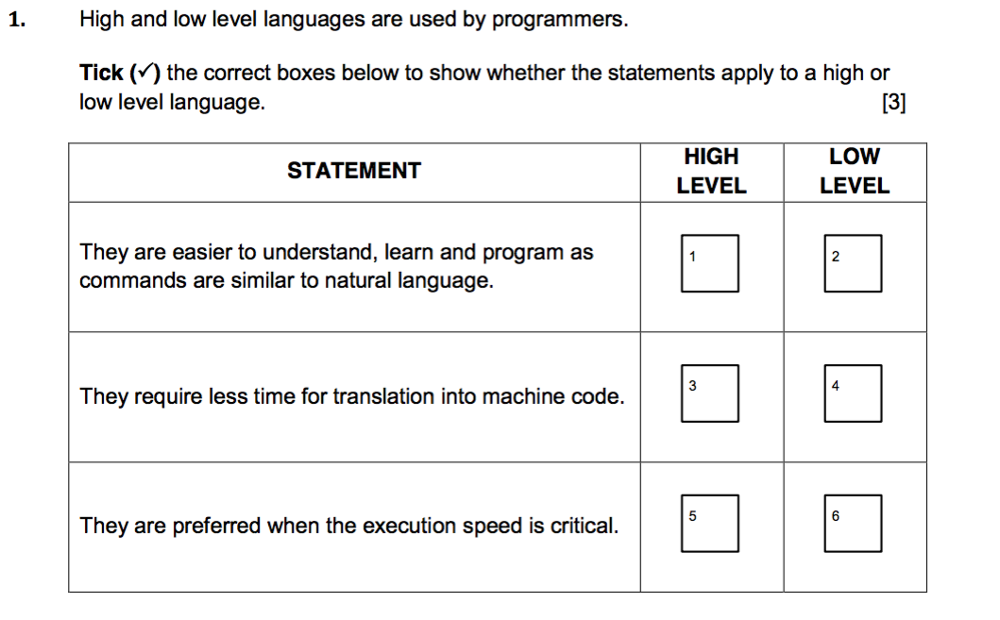 1. High and low level languages are used by programmers.
Tick (✓) the correct boxes below to show whether the statements apply to a high or
low level language. [3]
STATEMENT
HIGH
LEVEL
LOW
LEVEL
They are easier to understand, learn and program as
commands are similar to natural language.
1
2
They require less time for translation into machine code.
3
4
They are preferred when the execution speed is critical.
5
6